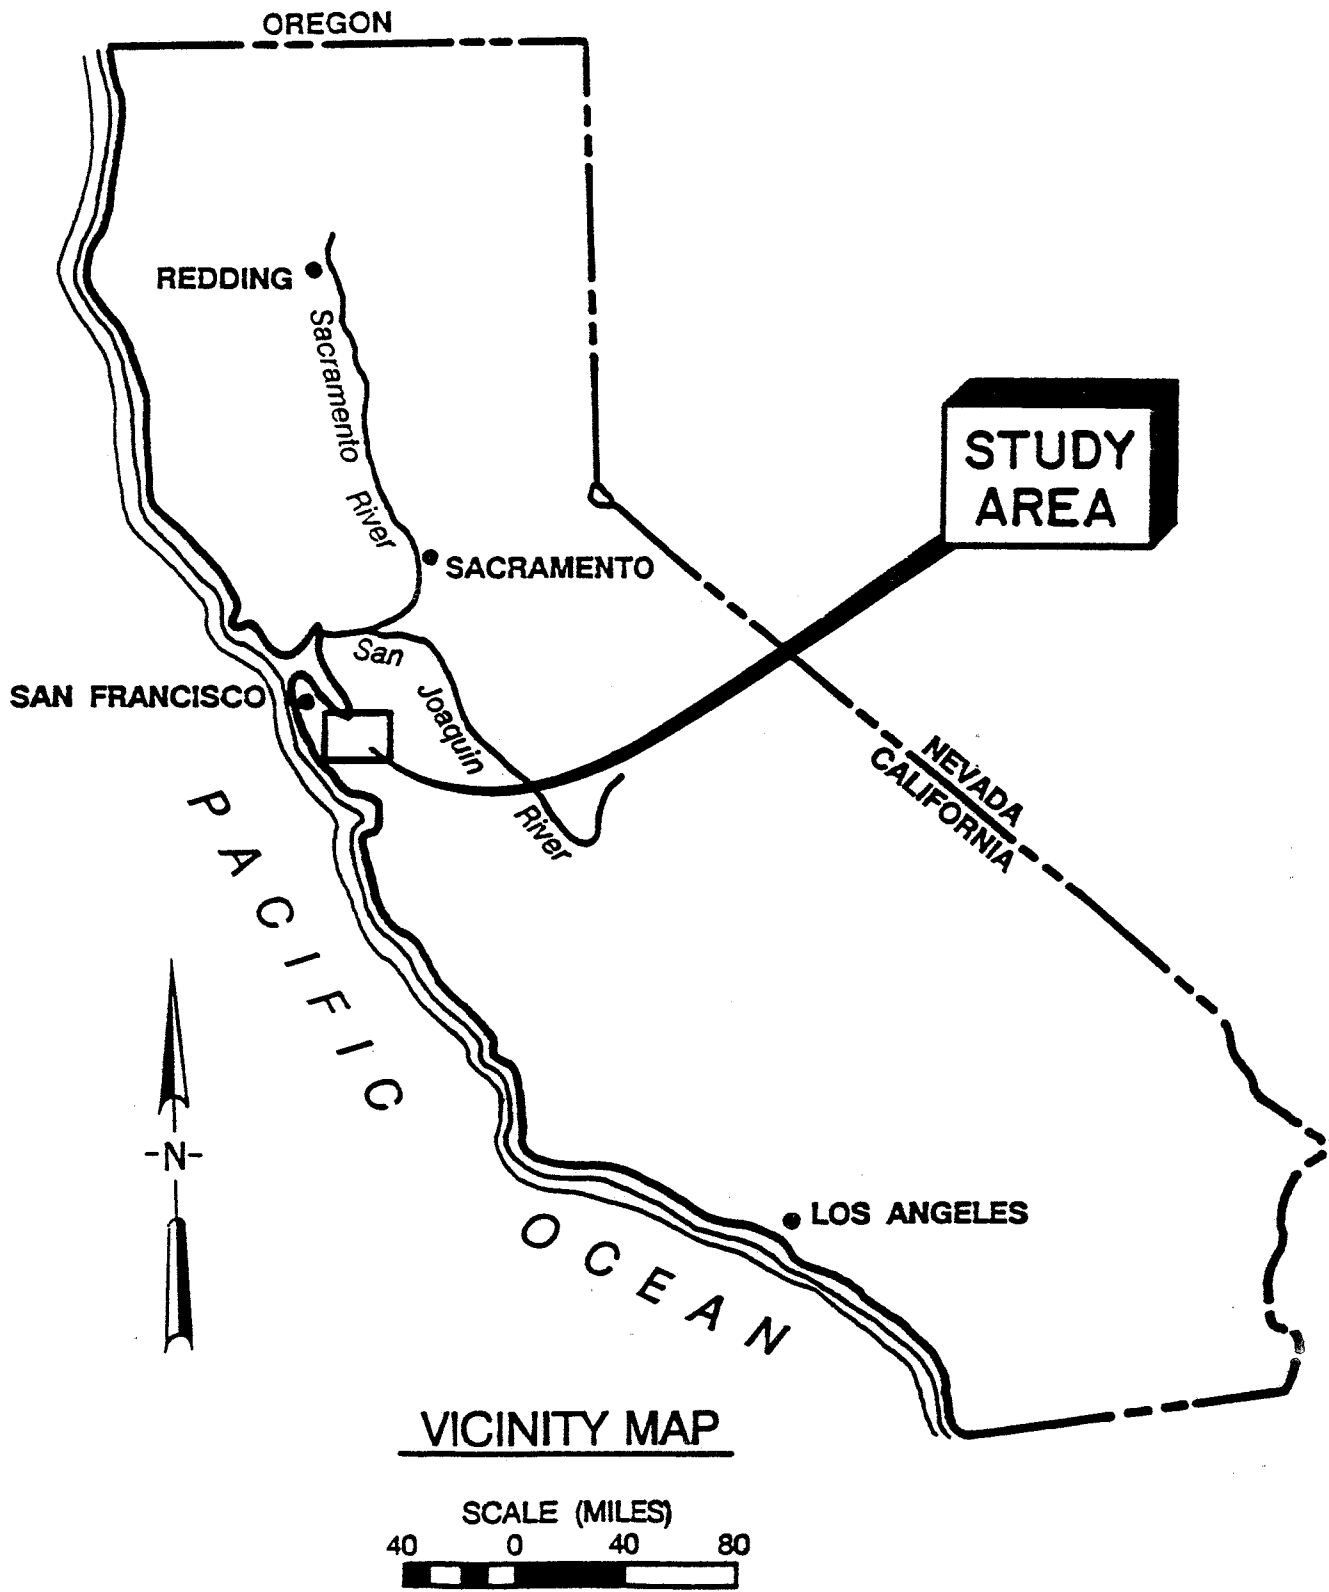 OREGON
REDDING
Sacramento River
STUDY
AREA
SACRAMENTO
San Joaquin River
SAN FRANCISCO
NEVADA
CALIFORNIA
PACIFIC
-N-
LOS ANGELES
OCEAN
VICINITY MAP
SCALE (MILES)
40 0 40 80